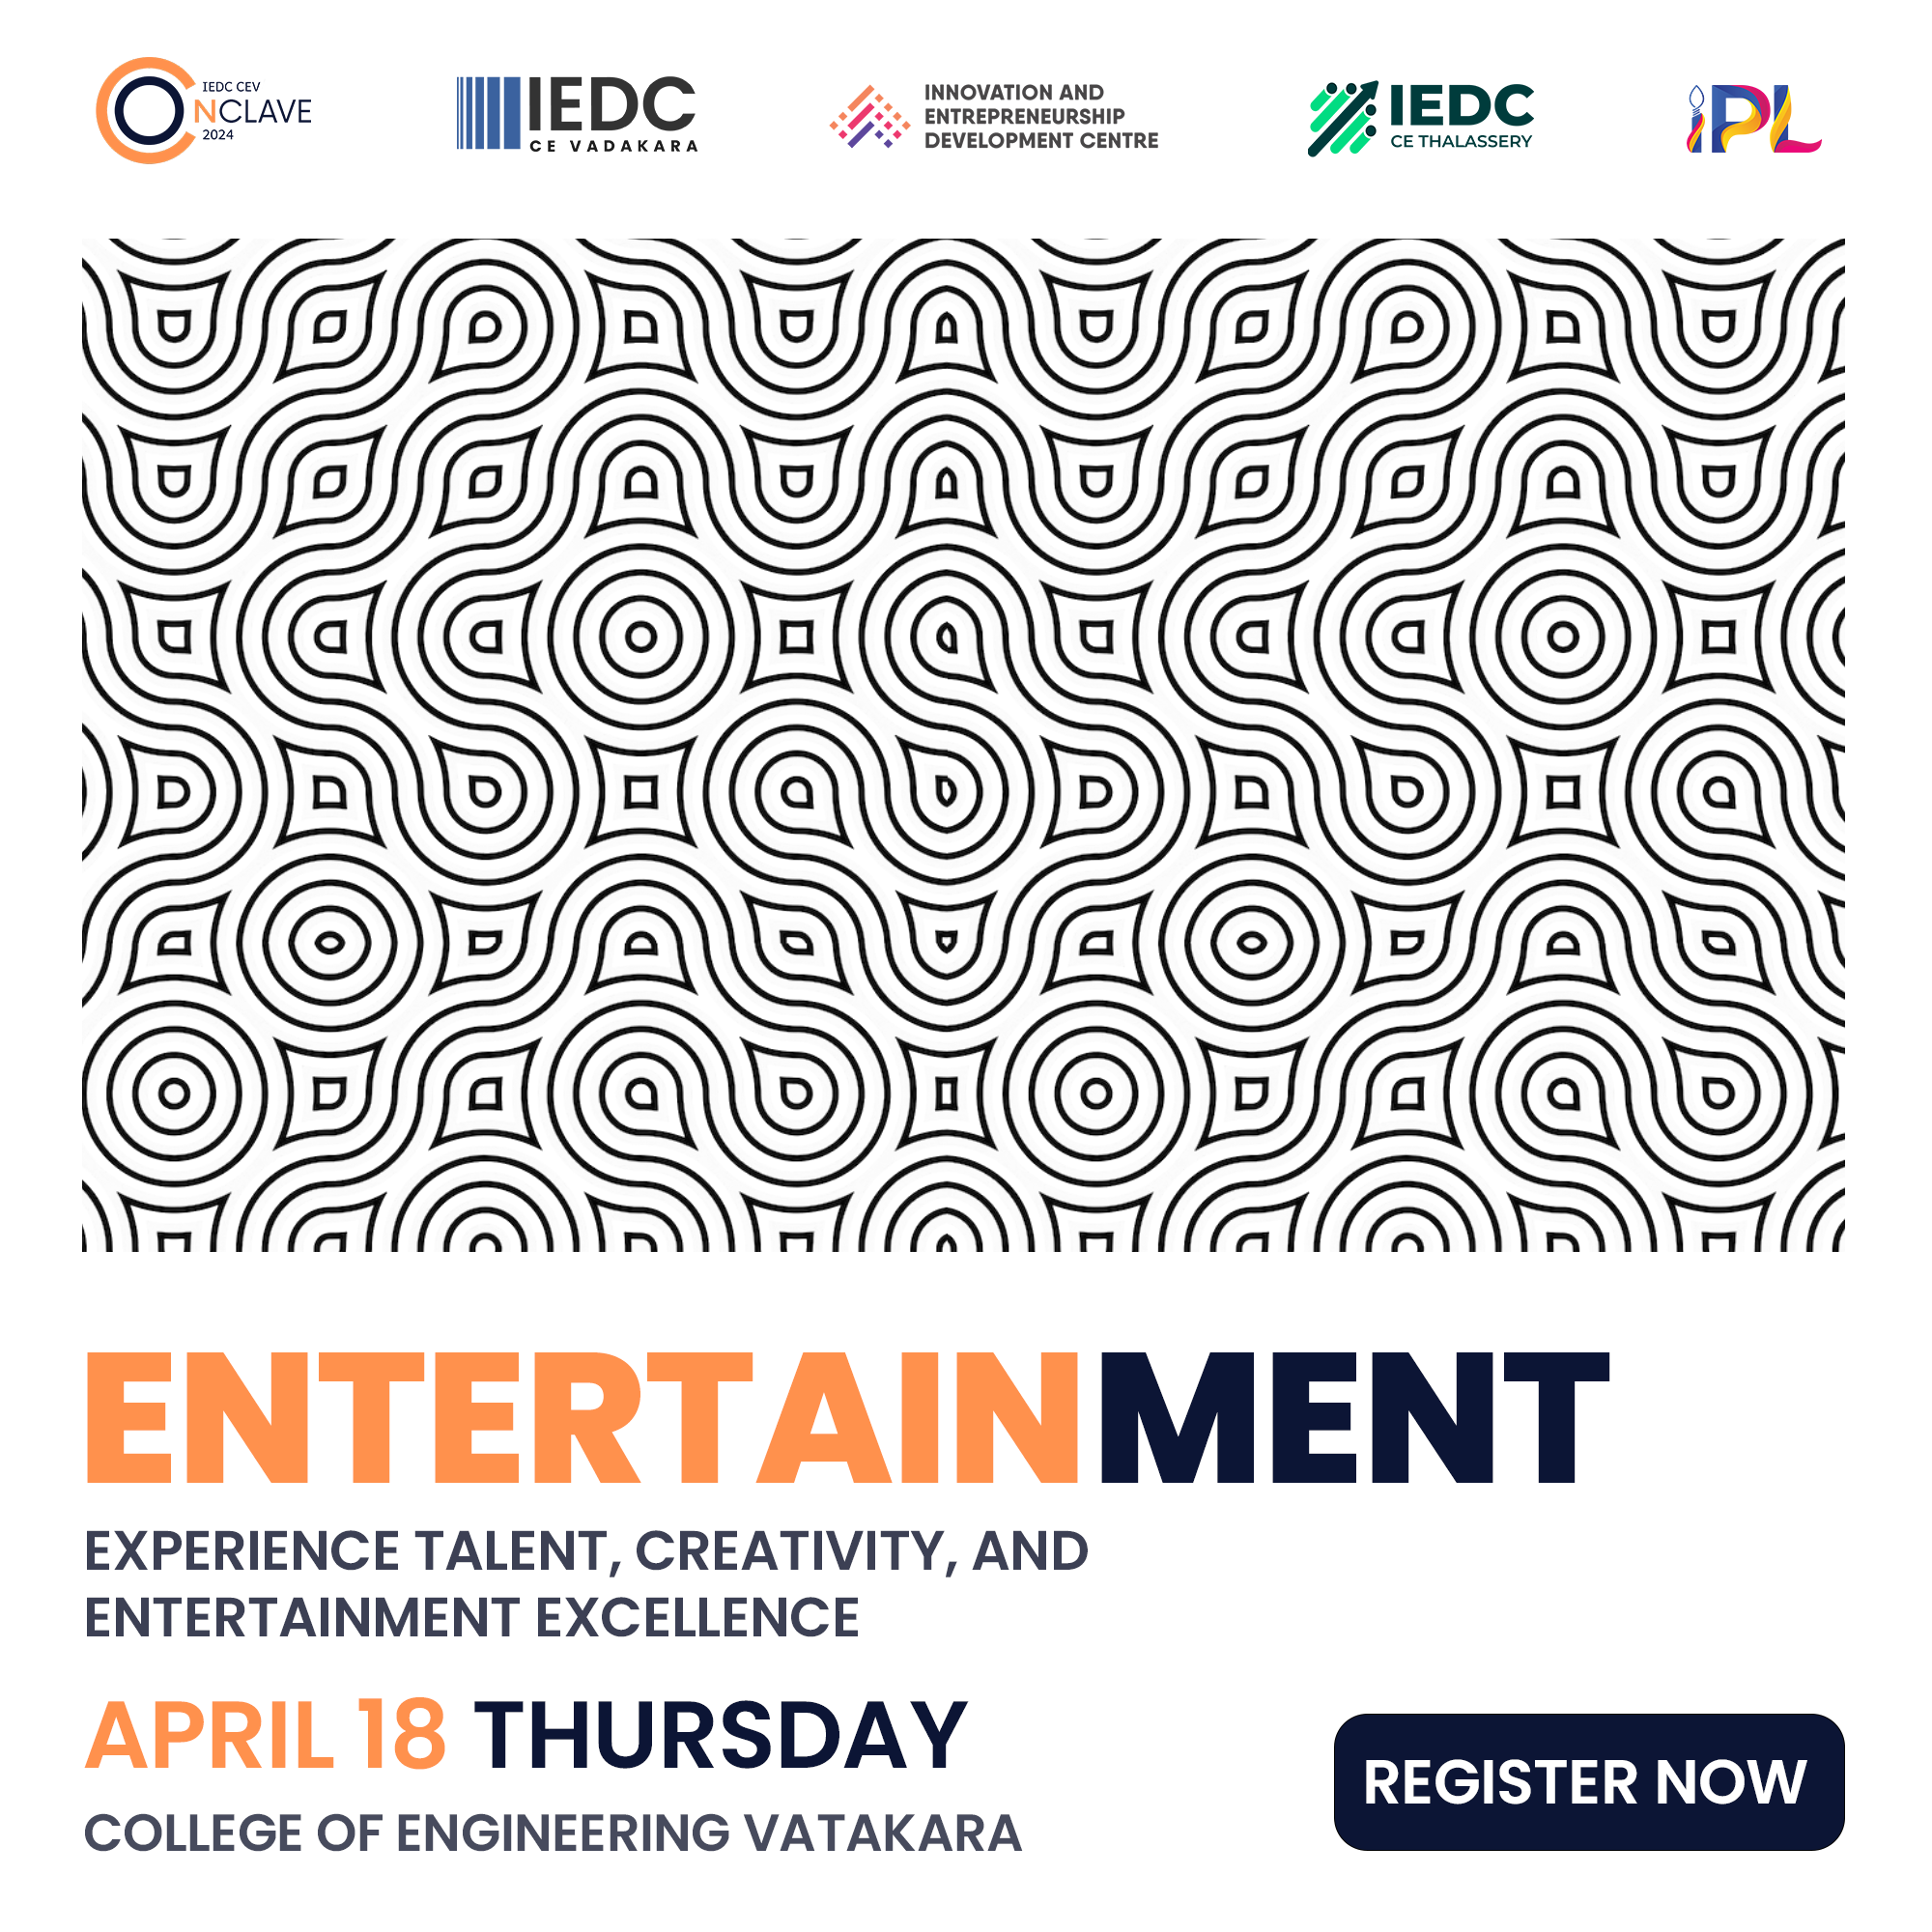 IEDC CEV
ONCLAVE
2024
IEDC
CE VADAKARA
INNOVATION AND
ENTREPRENEURSHIP
DEVELOPMENT CENTRE
IEDC
CE THALASSERY
iPL
ENTERTAINMENT
EXPERIENCE TALENT, CREATIVITY, AND
ENTERTAINMENT EXCELLENCE
APRIL 18 THURSDAY
COLLEGE OF ENGINEERING VATAKARA
REGISTER NOW